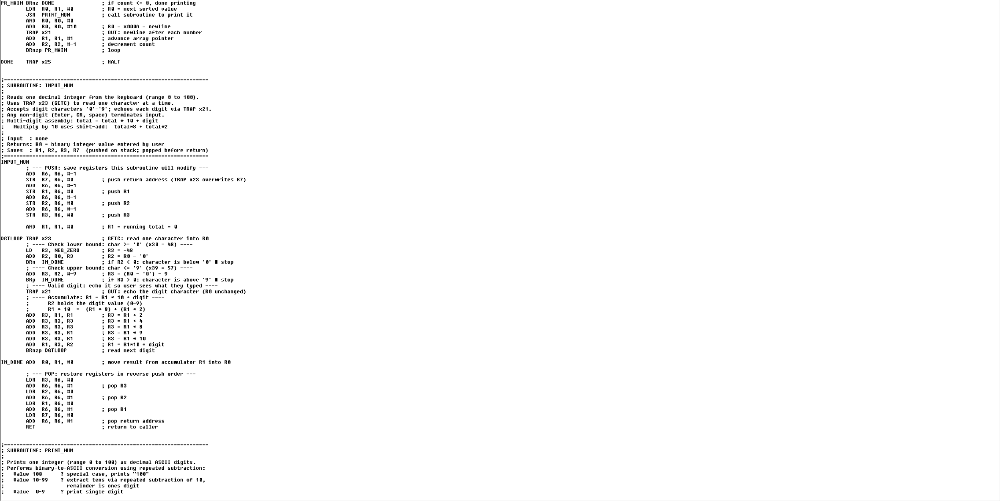 PR_MAIN BRnz DONE               ; if count <= 0, done printing
        LDR  R0, R1, #0         ; R0 = next sorted value
        JSR  PRINT_NUM          ; call subroutine to print it
        AND  R0, R0, #0
        ADD  R0, R0, #10        ; R0 = x000A = newline
        TRAP x21                ; OUT: newline after each number
        ADD  R1, R1, #1         ; advance array pointer
        ADD  R2, R2, #-1        ; decrement count
        BRnzp PR_MAIN           ; loop
DONE    TRAP x25                ; HALT
;=================================================================
; SUBROUTINE: INPUT_NUM
;
; Reads one decimal integer from the keyboard (range 0 to 100).
; Uses TRAP x23 (GETC) to read one character at a time.
; Accepts digit characters '0'-'9'; echoes each digit via TRAP x21.
; Any non-digit (Enter, CR, space) terminates input.
; Multi-digit assembly: total = total * 10 + digit
;   Multiply by 10 uses shift-add:  total*8 + total*2
;
; Input  : none
; Returns: R0 = binary integer value entered by user
; Saves  : R1, R2, R3, R7  (pushed on stack; popped before return)
;=================================================================
INPUT_NUM
        ; --- PUSH: save registers this subroutine will modify ---
        ADD  R6, R6, #-1
        STR  R7, R6, #0         ; push return address (TRAP x23 overwrites R7)
        ADD  R6, R6, #-1
        STR  R1, R6, #0         ; push R1
        ADD  R6, R6, #-1
        STR  R2, R6, #0         ; push R2
        ADD  R6, R6, #-1
        STR  R3, R6, #0         ; push R3
        AND  R1, R1, #0         ; R1 = running total = 0
DGTLOOP TRAP x23                ; GETC: read one character into R0
        ; ---- Check lower bound: char >= '0' (x30 = 48) ----
        LD   R3, NEG_ZERO       ; R3 = -48
        ADD  R2, R0, R3         ; R2 = R0 - '0'
        BRn  IN_DONE            ; if R2 < 0: character is below '0' ■ stop
        ; ---- Check upper bound: char <= '9' (x39 = 57) ----
        ADD  R3, R2, #-9        ; R3 = (R0 - '0') - 9
        BRp  IN_DONE            ; if R3 > 0: character is above '9' ■ stop
        ; ---- Valid digit: echo it so user sees what they typed ----
        TRAP x21                ; OUT: echo the digit character (R0 unchanged)
        ; ---- Accumulate: R1 = R1 * 10 + digit ----
        ;      R2 holds the digit value (0-9)
        ;      R1 * 10  =  (R1 * 8) + (R1 * 2)
        ADD  R3, R1, R1         ; R3 = R1 * 2
        ADD  R3, R3, R3         ; R3 = R1 * 4
        ADD  R3, R3, R3         ; R3 = R1 * 8
        ADD  R3, R3, R1         ; R3 = R1 * 9
        ADD  R3, R3, R1         ; R3 = R1 * 10
        ADD  R1, R3, R2         ; R1 = R1*10 + digit
        BRnzp DGTLOOP           ; read next digit
IN_DONE ADD  R0, R1, #0         ; move result from accumulator R1 into R0
        ; --- POP: restore registers in reverse push order ---
        LDR  R3, R6, #0
        ADD  R6, R6, #1         ; pop R3
        LDR  R2, R6, #0
        ADD  R6, R6, #1         ; pop R2
        LDR  R1, R6, #0
        ADD  R6, R6, #1         ; pop R1
        LDR  R7, R6, #0
        ADD  R6, R6, #1         ; pop return address
        RET                     ; return to caller
;=================================================================
; SUBROUTINE: PRINT_NUM
;
; Prints one integer (range 0 to 100) as decimal ASCII digits.
; Performs binary-to-ASCII conversion using repeated subtraction:
;   Value 100      ? special case, prints "100"
;   Value 10-99    ? extract tens via repeated subtraction of 10,
;                    remainder is ones digit
;   Value  0-9     ? print single digit